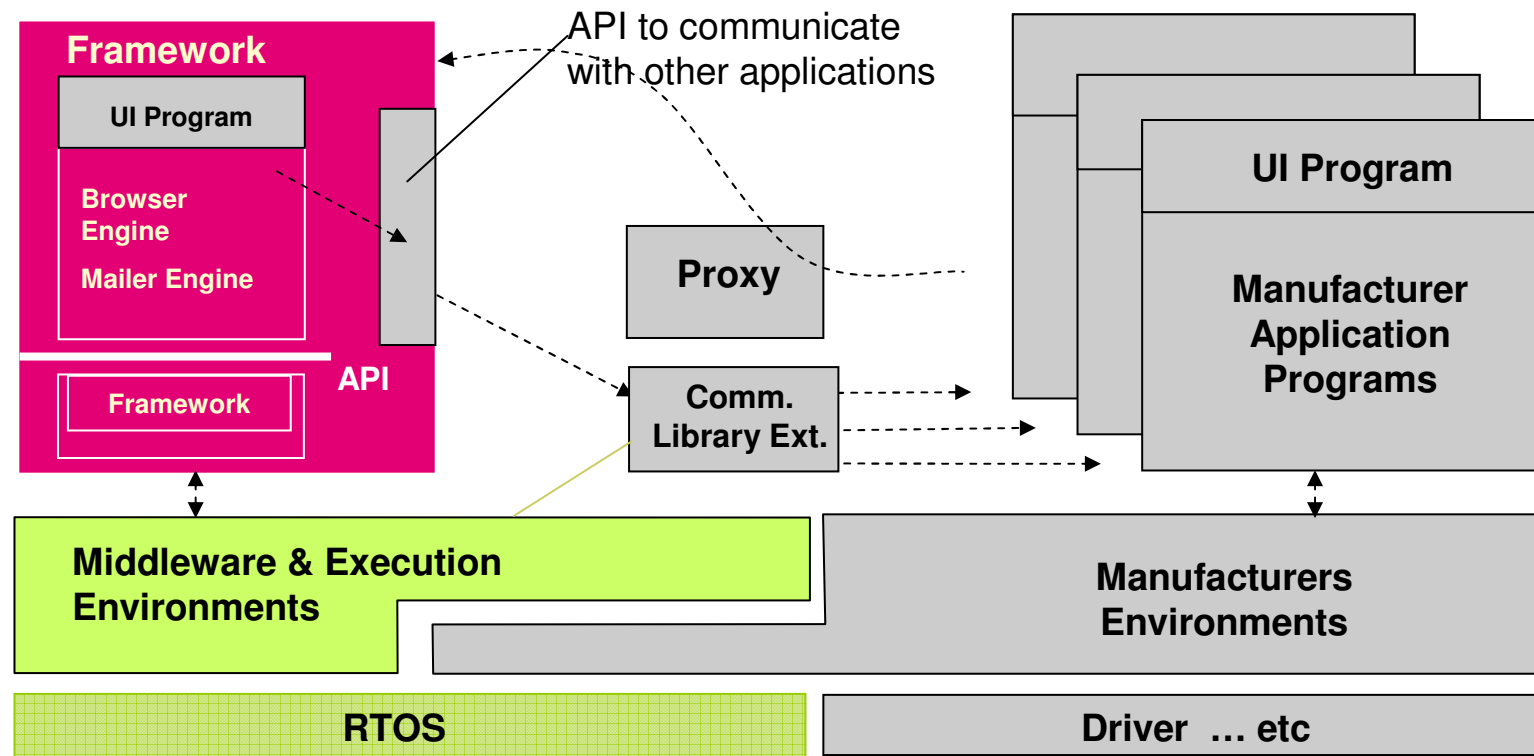 Framework
UI Program
Browser
Engine
Mailer Engine
API
Framework
API to communicate
with other applications
Proxy
Comm.
Library Ext.
UI Program
Manufacturer
Application
Programs
Middleware & Execution
Environments
Manufacturers
Environments
RTOS
Driver … etc